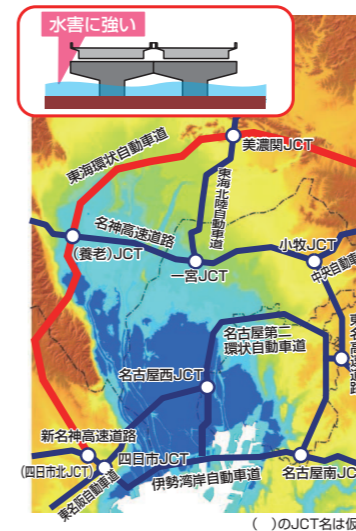 水害に強い
東海環状自動車道
美濃関JCT
東海北陸自動車道
名神高速道路
(養老)JCT
一宮JCT
小牧JCT
中央自動車
東名高速道路
名古屋第二
環状自動車道
名古屋西JCT
新名神高速道路
(四日市北JCT)
四日市JCT
東名阪自動車道
伊勢湾岸自動車道
名古屋南JC
(　)のJCT名は仮